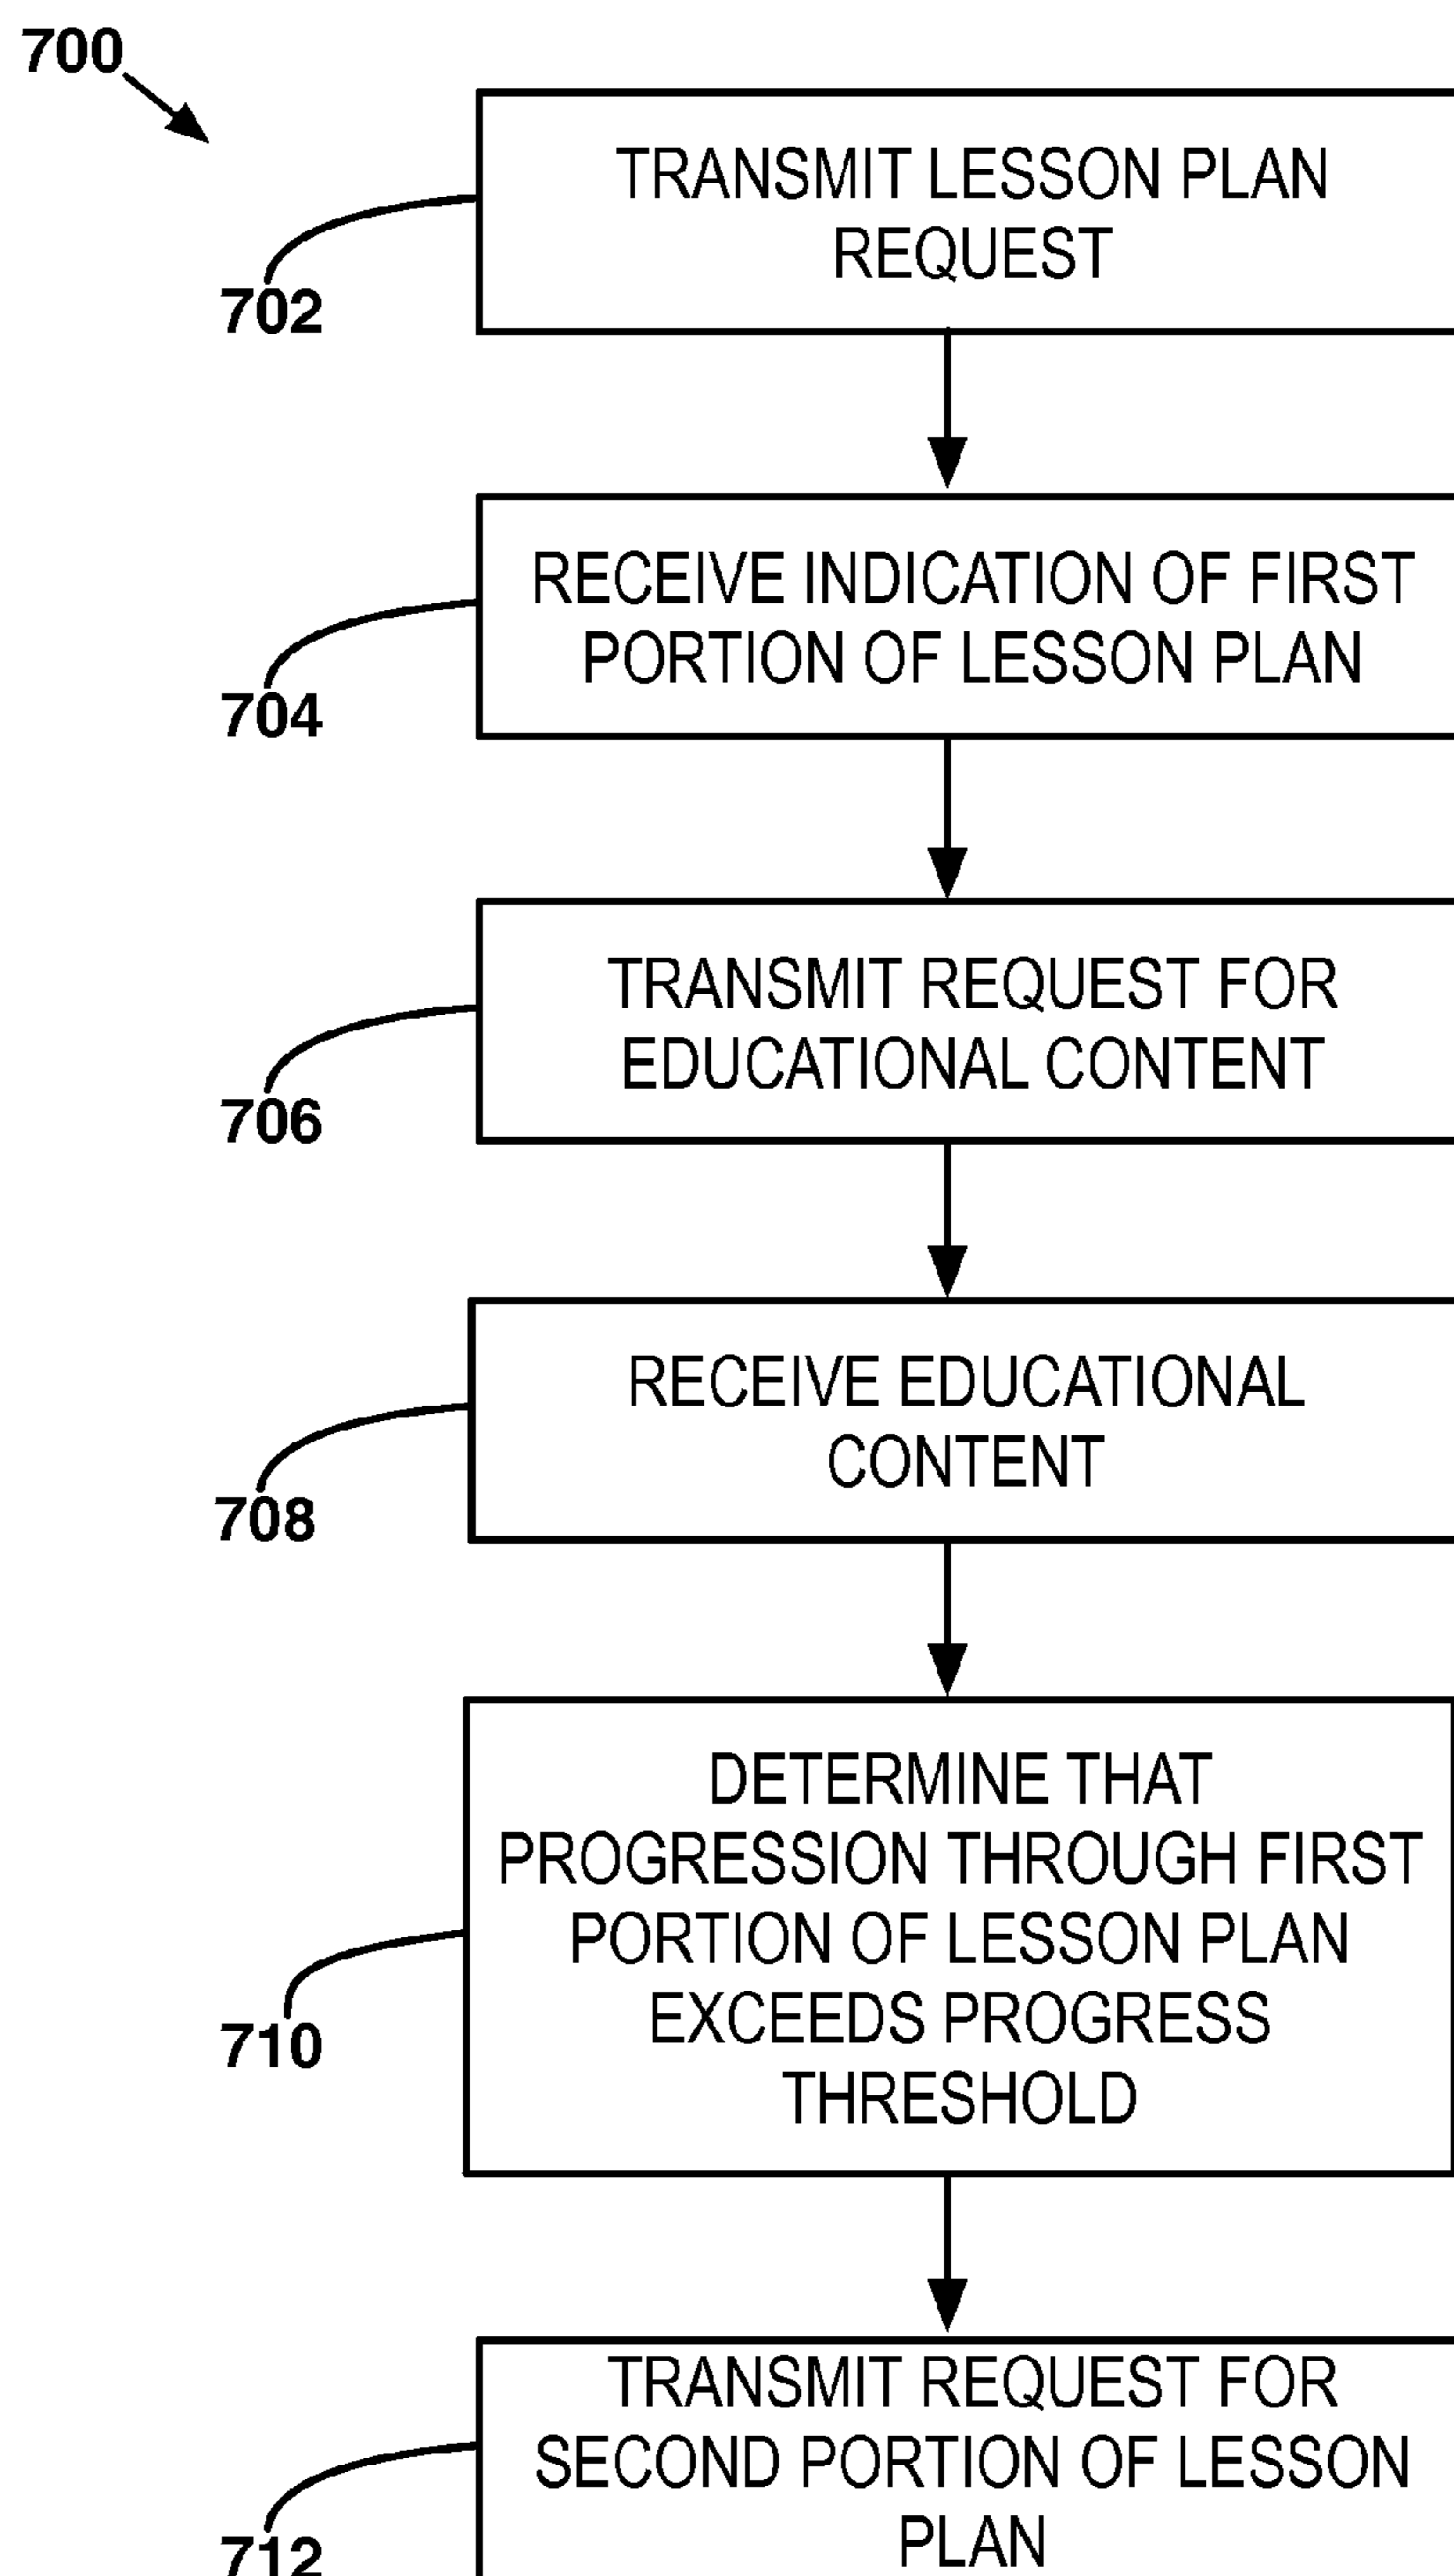 700
TRANSMIT LESSON PLAN
REQUEST
702
RECEIVE INDICATION OF FIRST
PORTION OF LESSON PLAN
704
TRANSMIT REQUEST FOR
EDUCATIONAL CONTENT
706
RECEIVE EDUCATIONAL
CONTENT
708
DETERMINE THAT
PROGRESSION THROUGH FIRST
PORTION OF LESSON PLAN
EXCEEDS PROGRESS
THRESHOLD
710
TRANSMIT REQUEST FOR
SECOND PORTION OF LESSON
PLAN
712